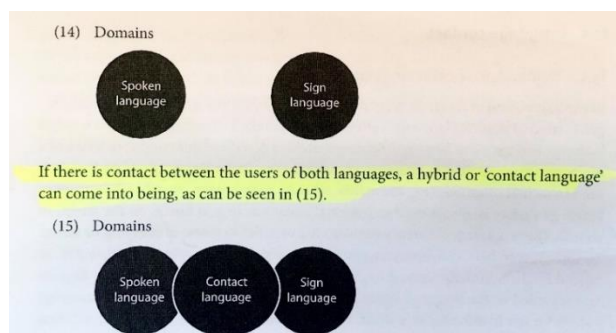 (14) Domains
Spoken
language
Sign
language
If there is contact between the users of both languages, a hybrid or ‘contact language’
can come into being, as can be seen in (15).
(15) Domains
Spoken
language
Contact
language
Sign
language